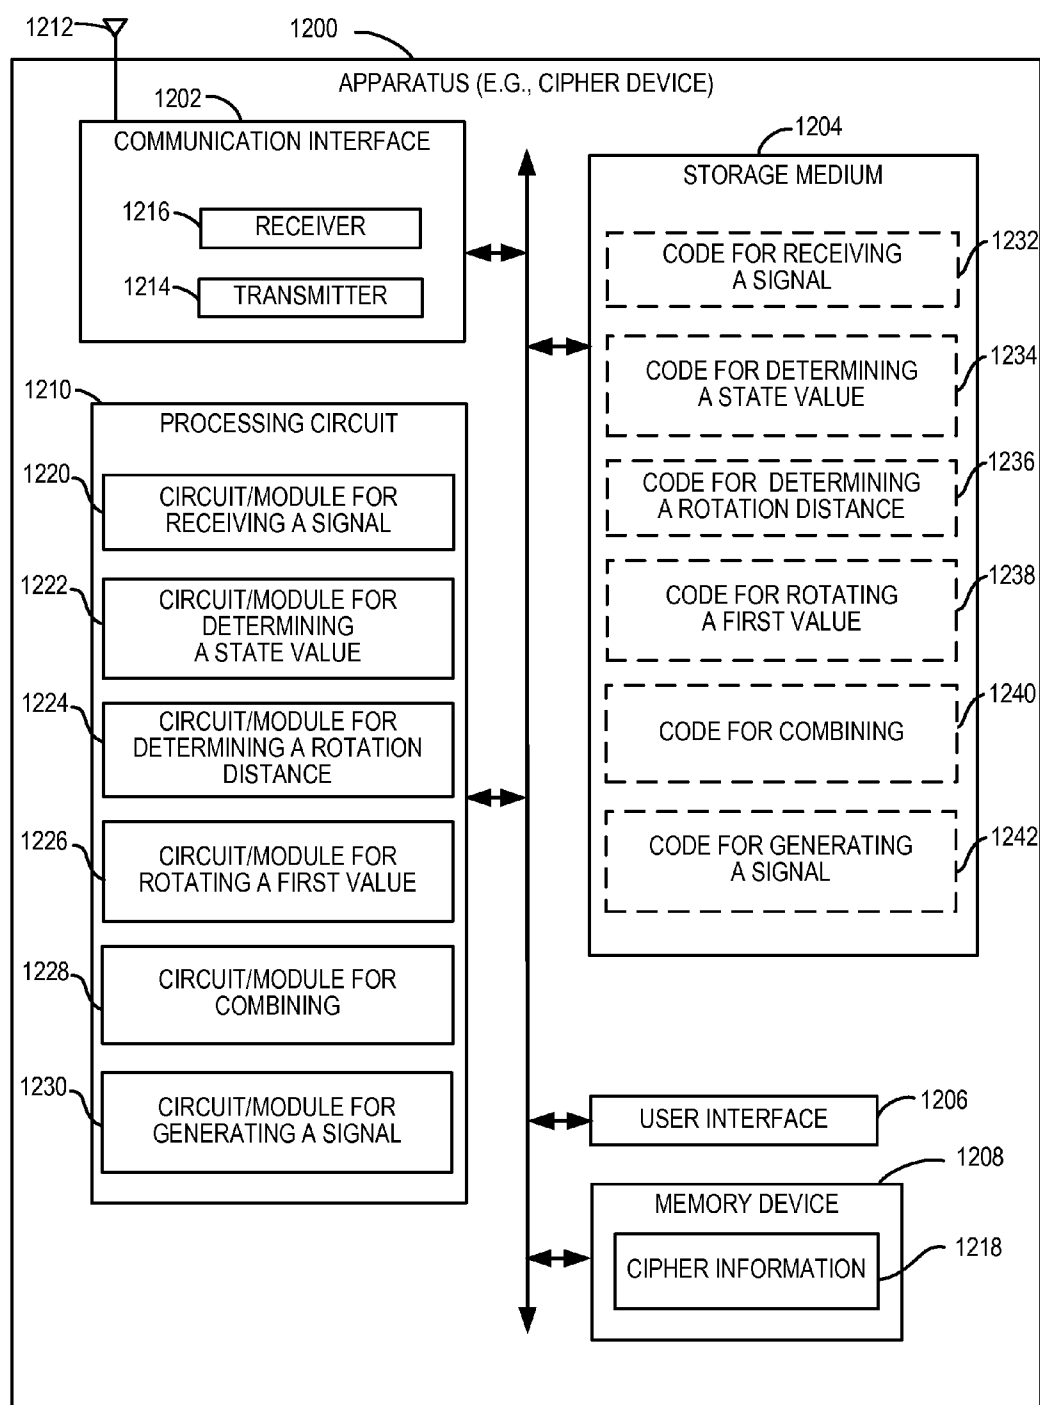 1212
1200
APPARATUS (E.G., CIPHER DEVICE)
1202
COMMUNICATION INTERFACE
1216
RECEIVER
1214
TRANSMITTER
1204
STORAGE MEDIUM
1232
CODE FOR RECEIVING
A SIGNAL
1234
CODE FOR DETERMINING
A STATE VALUE
1236
CODE FOR DETERMINING
A ROTATION DISTANCE
1238
CODE FOR ROTATING
A FIRST VALUE
1240
CODE FOR COMBINING
1242
CODE FOR GENERATING
A SIGNAL
1210
PROCESSING CIRCUIT
1220
CIRCUIT/MODULE FOR
RECEIVING A SIGNAL
1222
CIRCUIT/MODULE FOR
DETERMINING
A STATE VALUE
1224
CIRCUIT/MODULE FOR
DETERMINING A ROTATION
DISTANCE
1226
CIRCUIT/MODULE FOR
ROTATING A FIRST VALUE
1228
CIRCUIT/MODULE FOR
COMBINING
1230
CIRCUIT/MODULE FOR
GENERATING A SIGNAL
1206
USER INTERFACE
1208
MEMORY DEVICE
1218
CIPHER INFORMATION